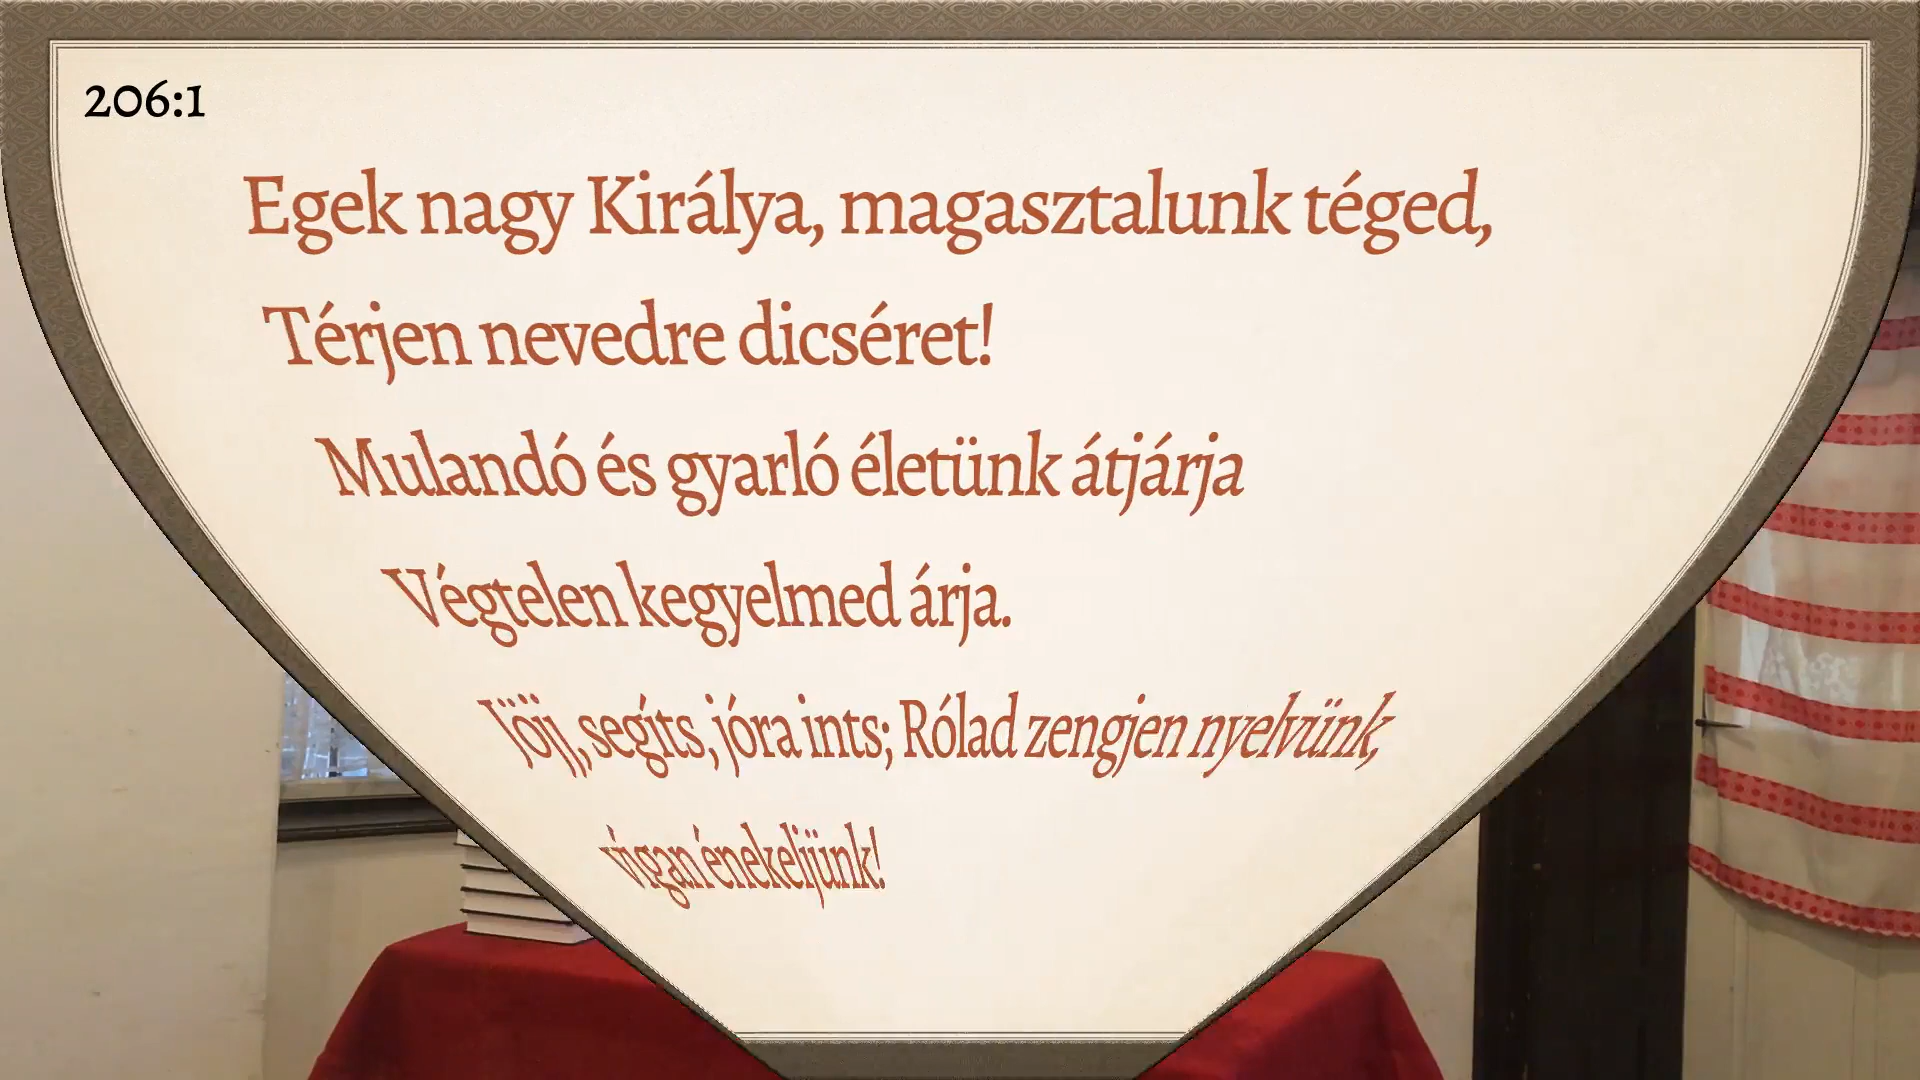 206:1
Egek nagy Királya, magasztalunk téged,
Térjen nevedre dicséret!
Mulandó és gyarló életünk átjárja
Végtelen kegyelmed árja.
Jöjj, segíts, jóra ints; Rólad zengjen nyelvünk,
vígan énekeljünk!